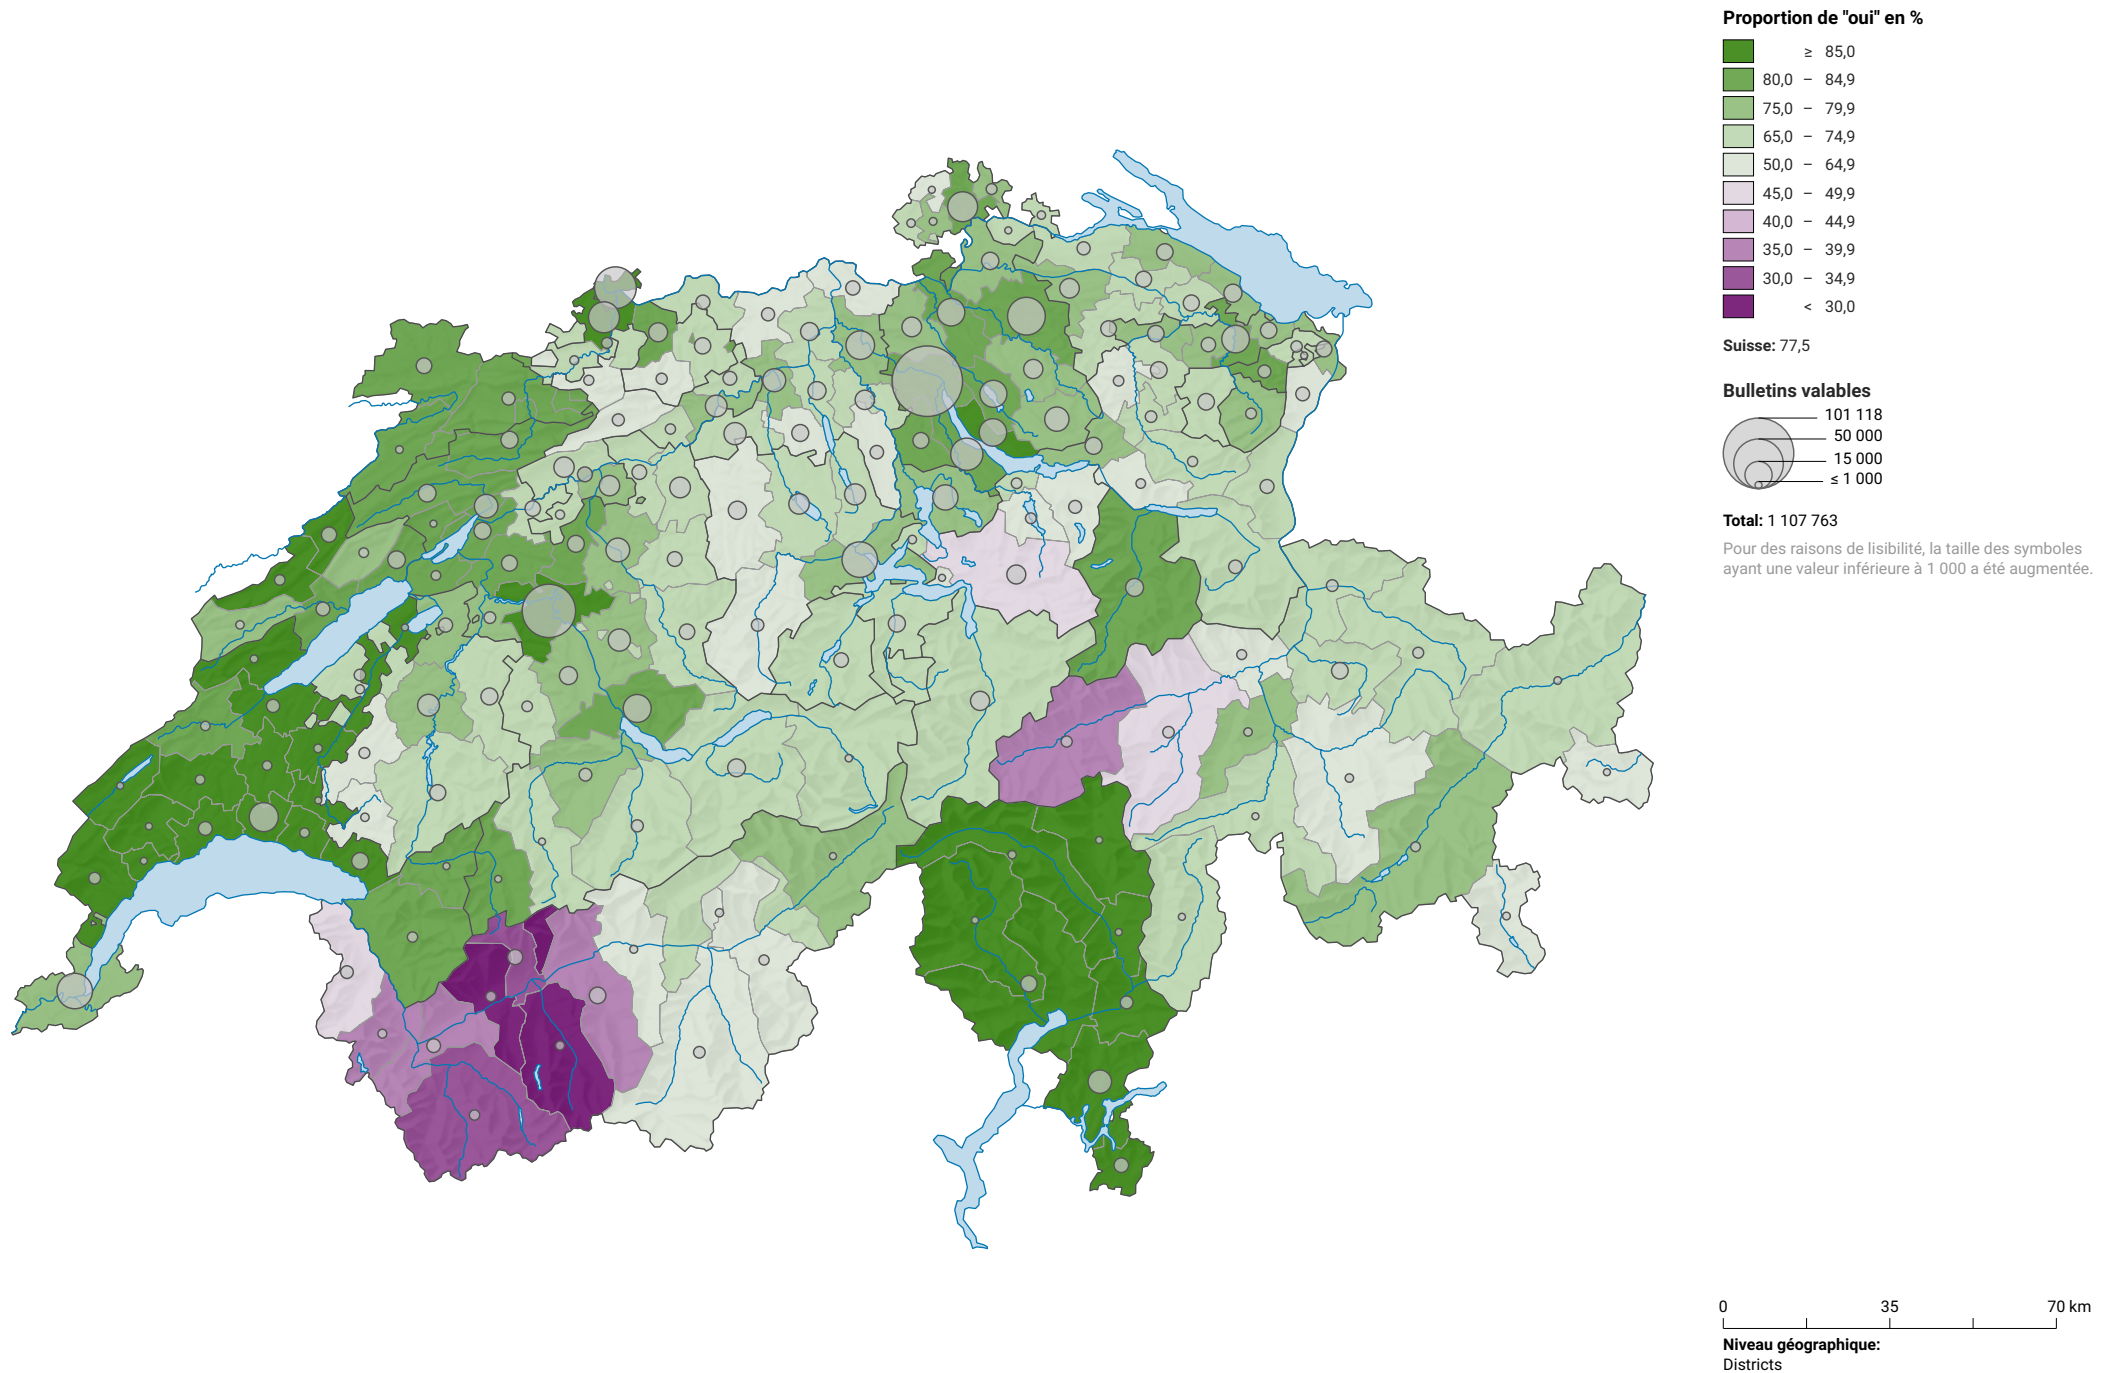 Proportion de "oui" en %
≥ 85,0
80,0 – 84,9
75,0 – 79,9
65,0 – 74,9
50,0 – 64,9
45,0 – 49,9
40,0 – 44,9
35,0 – 39,9
30,0 – 34,9
< 30,0
Suisse: 77,5
Bulletins valables
101 118
50 000
15 000
≤ 1 000
Total: 1 107 763
Pour des raisons de lisibilité, la taille des symboles
ayant une valeur inférieure à 1 000 a été augmentée.
0 35 70 km
Niveau géographique:
Districts